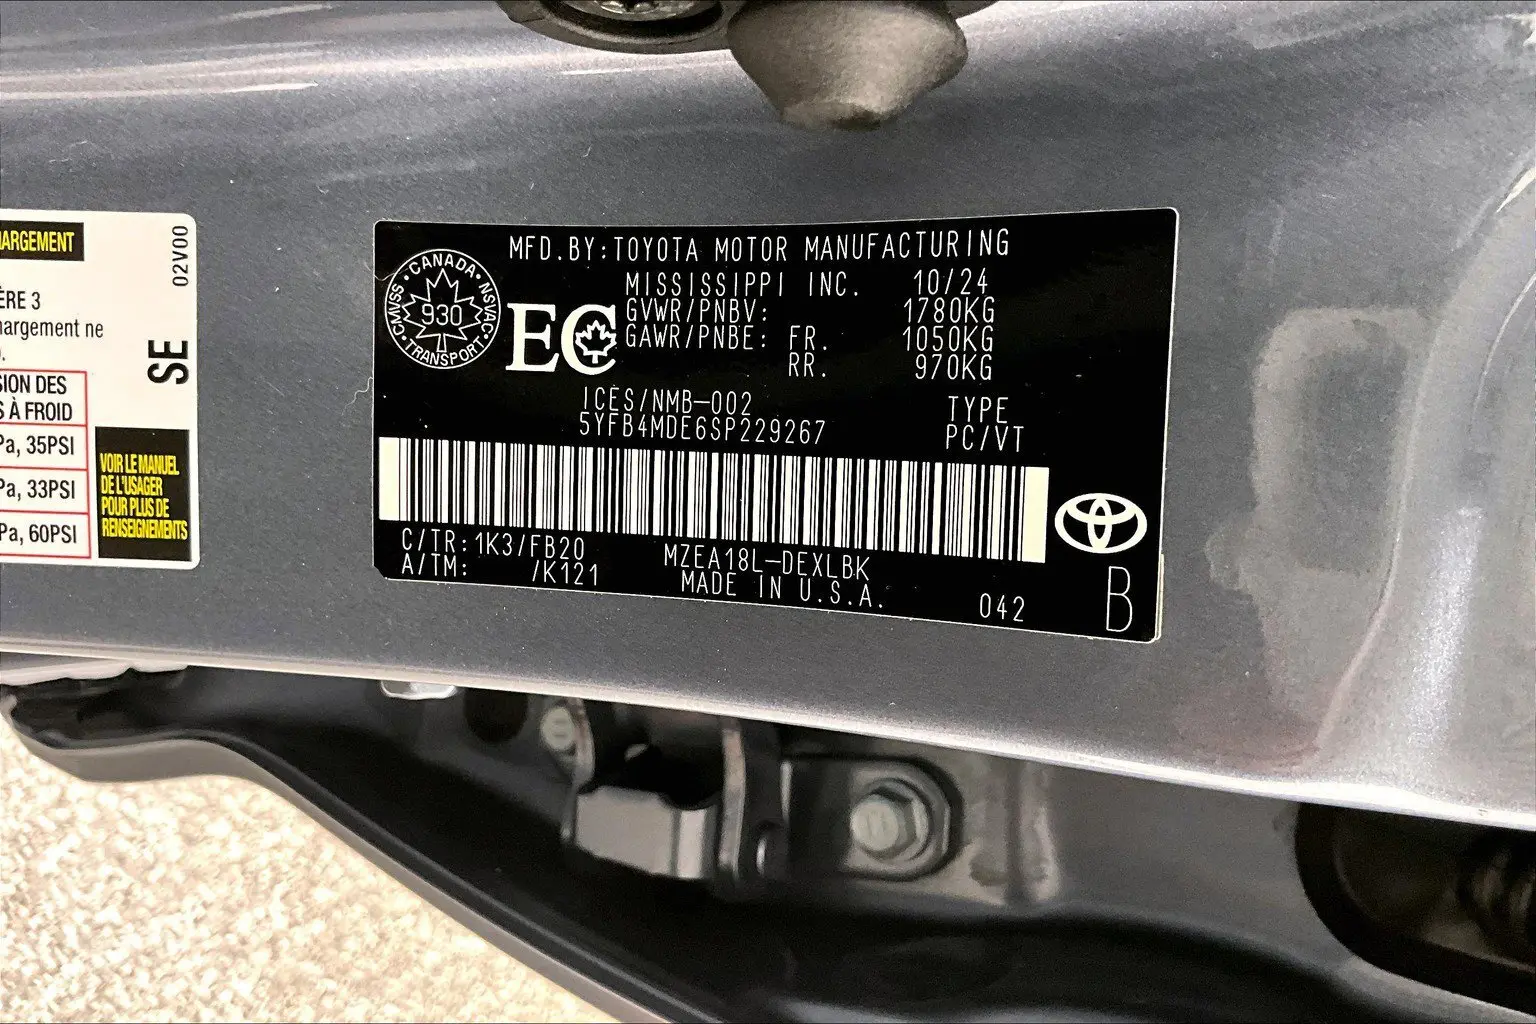 ARGEMENT
02V00
ÈRE 3
hargement ne
SE
SION DES
S À FROID
Pa, 35PSI
Pa, 33PSI
Pa, 60PSI
VOIR LE MANUEL
DE L'USAGER
POUR PLUS DE
RENSEIGNEMENTS
MFD.BY:TOYOTA MOTOR MANUFACTURING
MISSISSIPPI INC. 10/24
GVWR/PNBV: 1780KG
GAWR/PNBE: FR. 1050KG
RR. 970KG
CANADA
CMVSS NSVAC
930
TRANSPORT
EC
ICES/NMB-002
5YFB4MDE6SP229267
TYPE
PC/VT
C/TR:1K3/FB20 MZEA18L-DEXLBK
A/TM: /K121 MADE IN U.S.A.
042
B